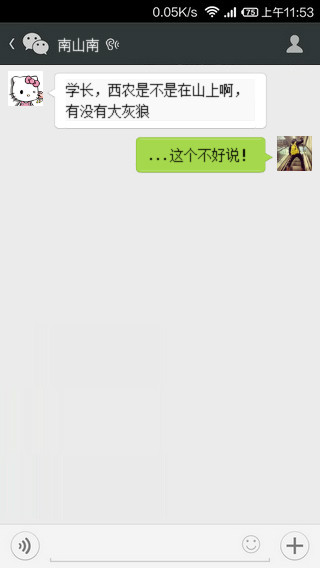 0.05K/s 75 上午11:53
南山南
学长，西农是不是在山上啊，
有没有大灰狼
...这个不好说！